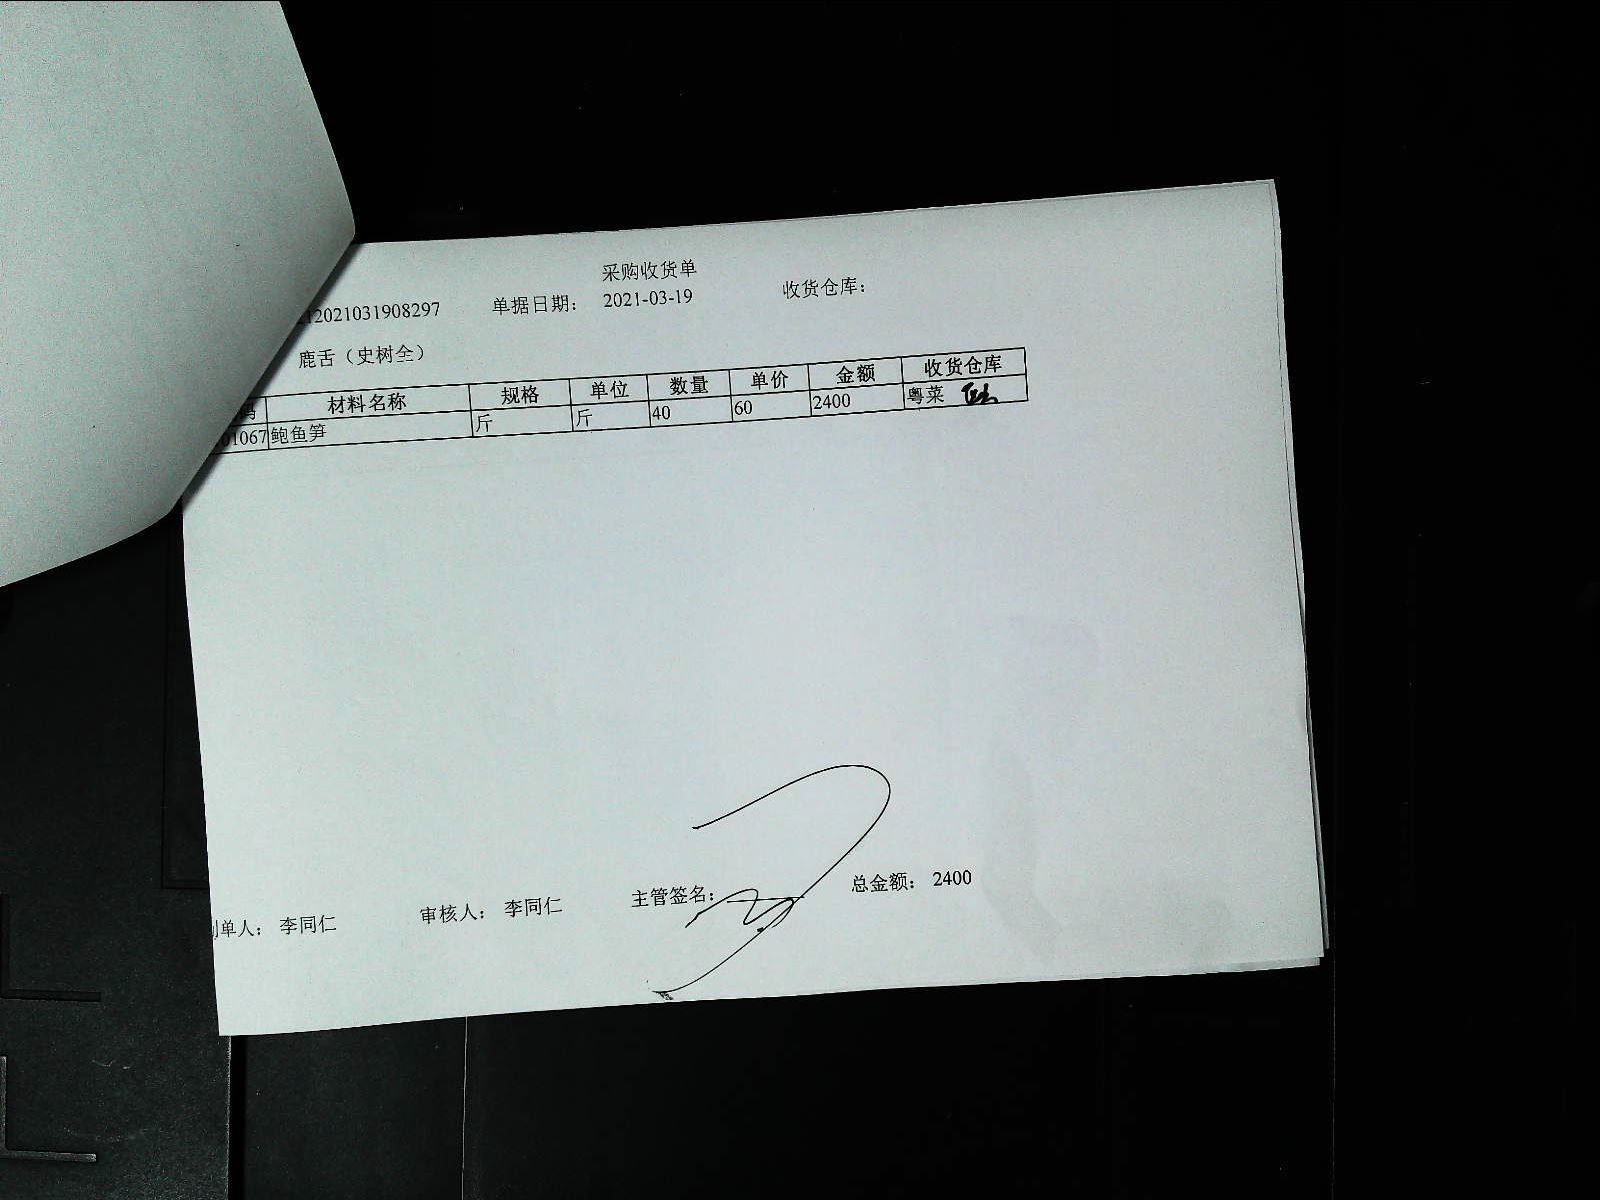 采购收货单
12021031908297 单据日期： 2021-03-19 收货仓库：
鹿舌（史树全）
码 材料名称 规格 单位 数量 单价 金额 收货仓库
01067 鲍鱼笋 斤 斤 40 60 2400 粤菜
制单人： 李同仁 审核人： 李同仁 主管签名： 总金额： 2400